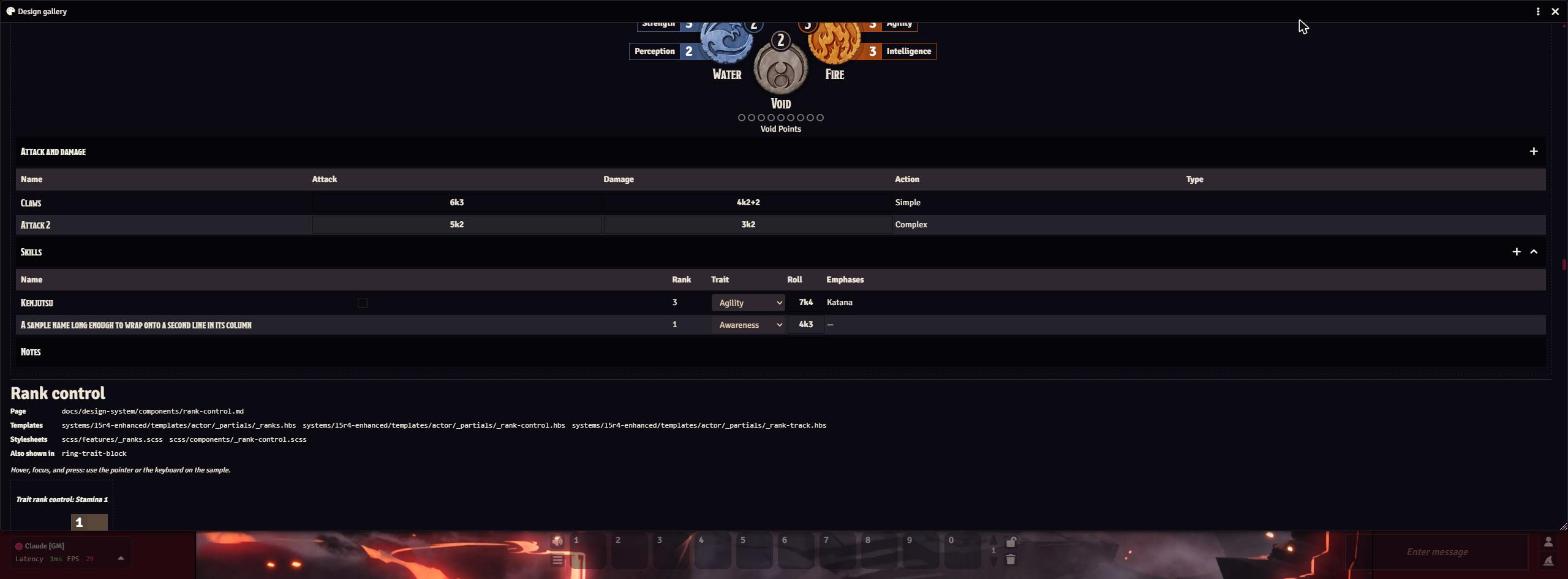 Design gallery
Strength 3 2 3 3 Agility
Perception 2 2 3 Intelligence
WATER FIRE
VOID
Void Points
ATTACK AND DAMAGE
Name Attack Damage Action Type
CLAWS 6k3 4k2+2 Simple
ATTACK 2 5k2 3k2 Complex
SKILLS
Name Rank Trait Roll Emphases
KENJUTSU 3 Agility 7k4 Katana
A SAMPLE NAME LONG ENOUGH TO WRAP ONTO A SECOND LINE IN ITS COLUMN 1 Awareness 4k3 —
NOTES
Rank control
Page docs/design-system/components/rank-control.md
Templates systems/l5r4-enhanced/templates/actor/_partials/_ranks.hbs systems/l5r4-enhanced/templates/actor/_partials/_rank-control.hbs systems/l5r4-enhanced/templates/actor/_partials/_rank-track.hbs
Stylesheets scss/features/_ranks.scss scss/components/_rank-control.scss
Also shown in ring-trait-block
Hover, focus, and press: use the pointer or the keyboard on the sample.
Trait rank control: Stamina 1
1
Claude [GM]
Latency 3ms FPS 29
1 2 3 4 5 6 7 8 9 0
1
Enter message